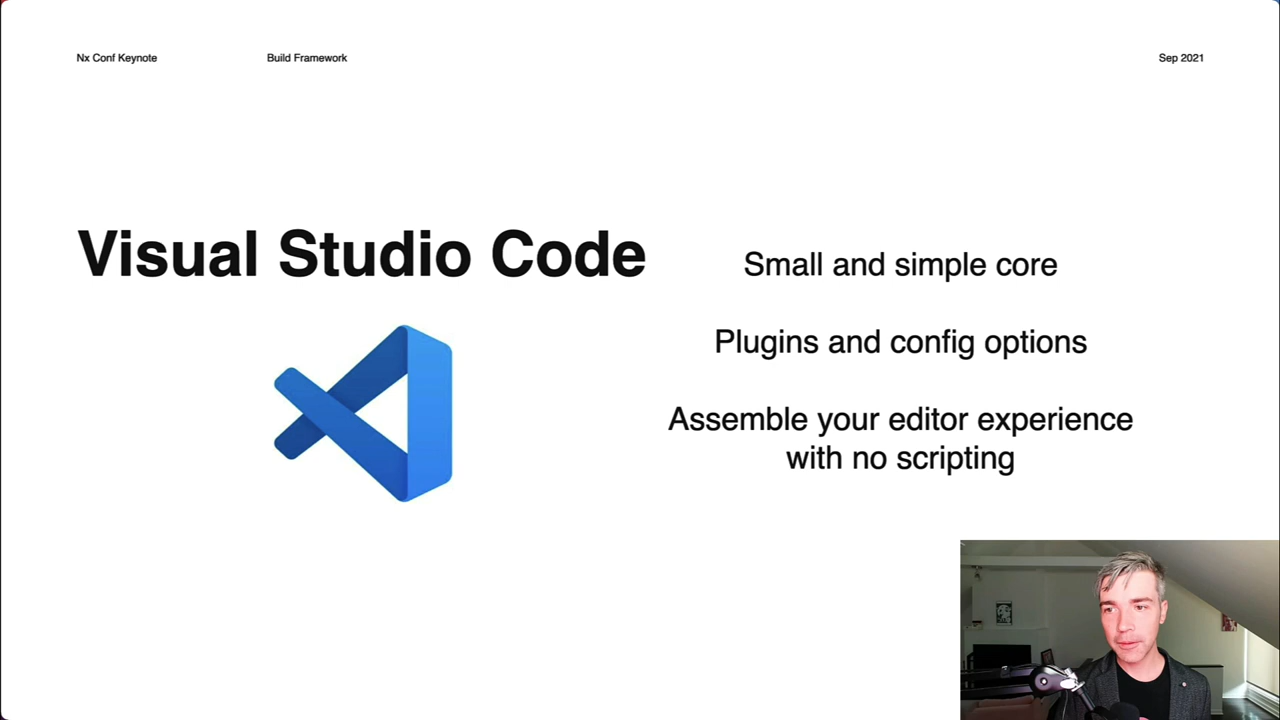 Nx Conf Keynote
Build Framework
Sep 2021
Visual Studio Code
Small and simple core
Plugins and config options
Assemble your editor experience
with no scripting